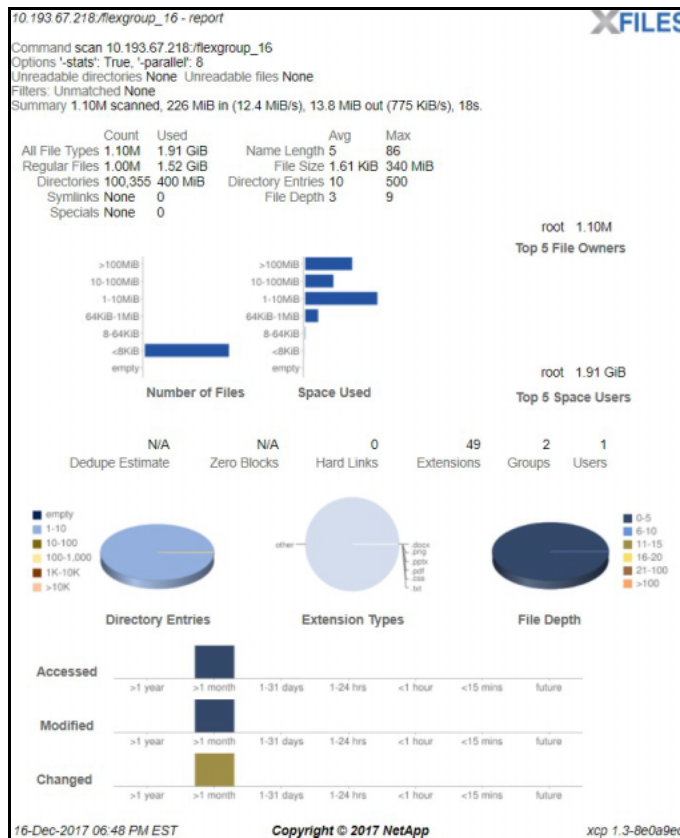 10.193.67.218:/flexgroup_16 - report
XFILES
Command scan 10.193.67.218:/flexgroup_16
Options '-stats': True, '-parallel': 8
Unreadable directories None Unreadable files None
Filters: Unmatched None
Summary 1.10M scanned, 226 MiB in (12.4 MiB/s), 13.8 MiB out (775 KiB/s), 18s.
Count Used Avg Max
All File Types 1.10M 1.91 GiB Name Length 5 86
Regular Files 1.00M 1.52 GiB File Size 1.61 KiB 340 MiB
Directories 100,355 400 MiB Directory Entries 10 500
Symlinks None 0 File Depth 3 9
Specials None 0
root 1.10M
Top 5 File Owners
>100MiB
10-100MiB
1-10MiB
64KiB-1MiB
8-64KiB
<8KiB
empty
Number of Files
>100MiB
10-100MiB
1-10MiB
64KiB-1MiB
8-64KiB
<8KiB
empty
Space Used
root 1.91 GiB
Top 5 Space Users
N/A N/A 0 49 2 1
Dedupe Estimate Zero Blocks Hard Links Extensions Groups Users
empty
1-10
10-100
100-1,000
1K-10K
>10K
Directory Entries
other
.docx
.png
.pptx
.pdf
.css
.txt
Extension Types
0-5
6-10
11-15
16-20
21-100
>100
File Depth
Accessed
>1 year >1 month 1-31 days 1-24 hrs <1 hour <15 mins future
Modified
>1 year >1 month 1-31 days 1-24 hrs <1 hour <15 mins future
Changed
>1 year >1 month 1-31 days 1-24 hrs <1 hour <15 mins future
16-Dec-2017 06:48 PM EST Copyright © 2017 NetApp xcp 1.3-8e0a9ed